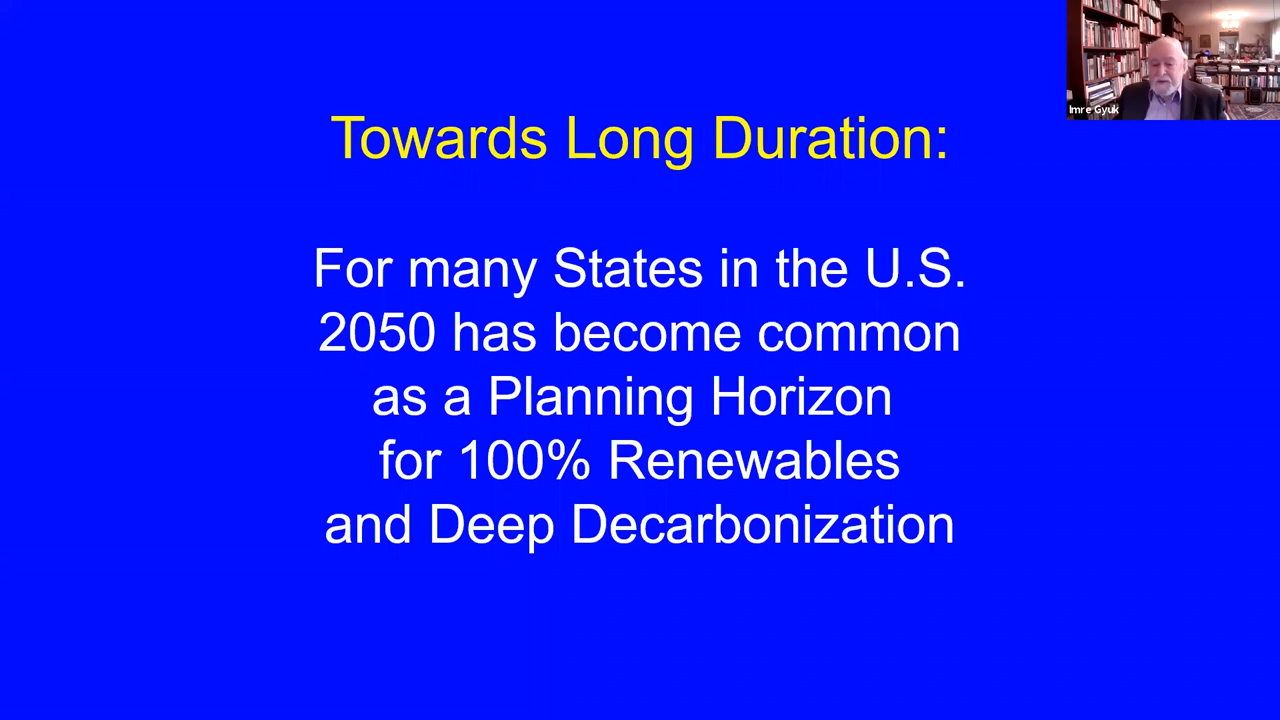 Imre Gyuk
Towards Long Duration:
For many States in the U.S.
2050 has become common
as a Planning Horizon
for 100% Renewables
and Deep Decarbonization